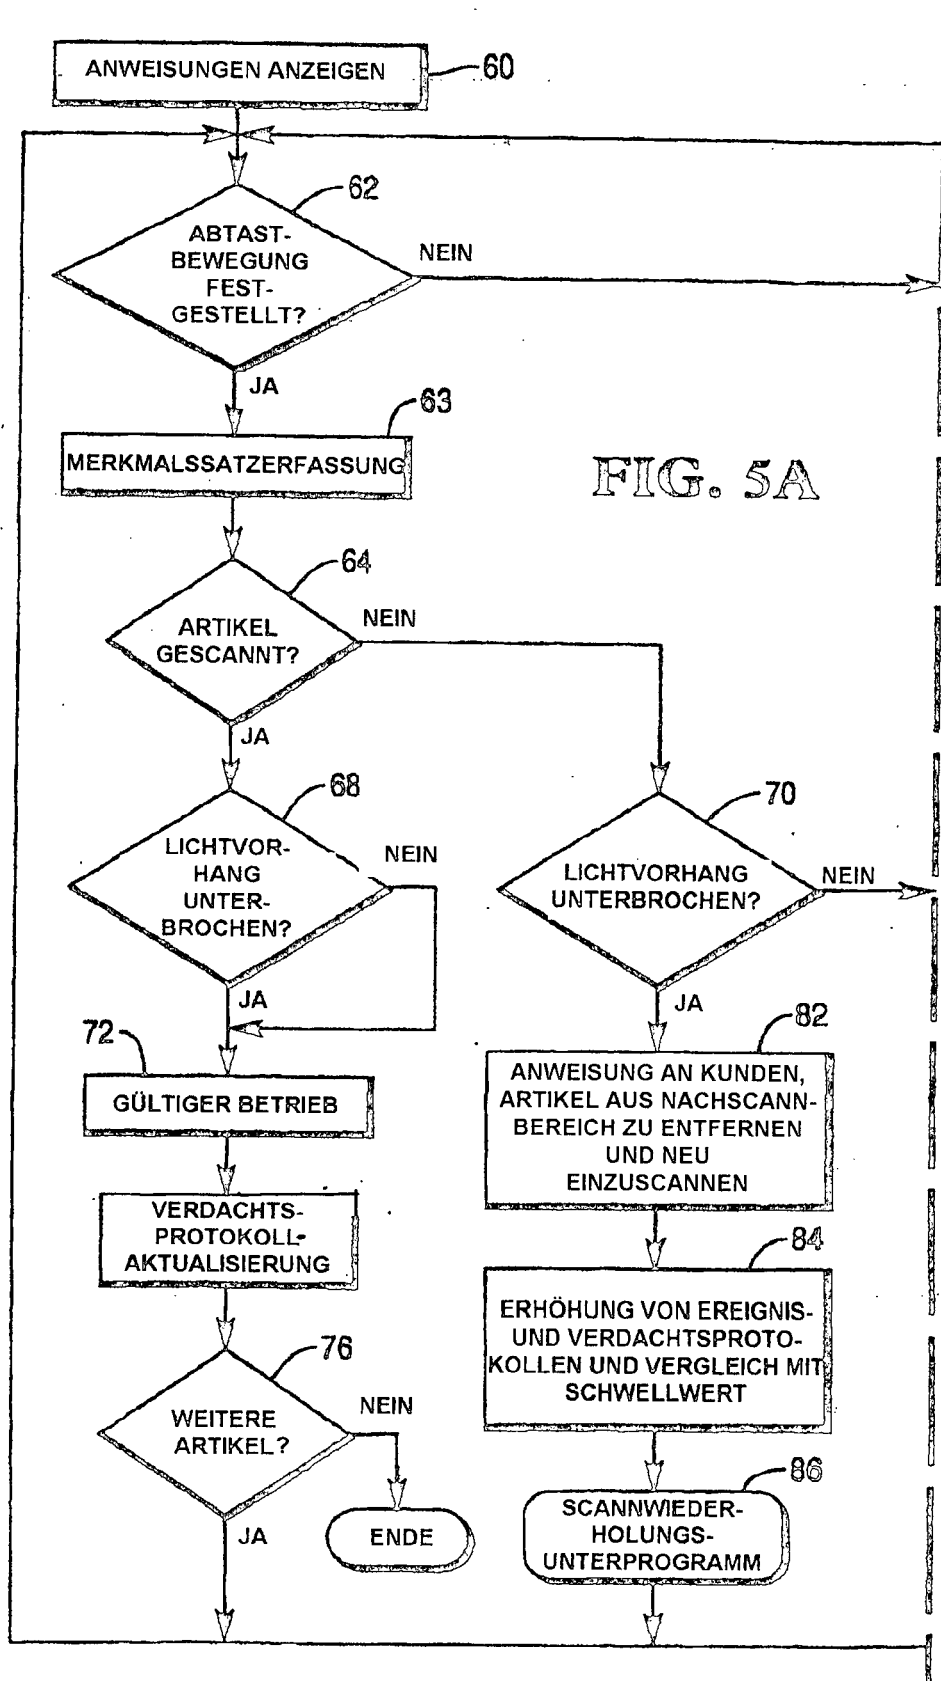 ANWEISUNGEN ANZEIGEN
60
62
ABTAST-
BEWEGUNG
FEST-
GESTELLT?
NEIN
JA
63
MERKMALSSATZERFASSUNG
FIG. 5A
64
ARTIKEL
GESCANNT?
NEIN
JA
68
LICHTVOR-
HANG
UNTER-
BROCHEN?
NEIN
JA
70
LICHTVORHANG
UNTERBROCHEN?
NEIN
JA
72
GÜLTIGER BETRIEB
82
ANWEISUNG AN KUNDEN,
ARTIKEL AUS NACHSCANN-
BEREICH ZU ENTFERNEN
UND NEU
EINZUSCANNEN
VERDACHTS-
PROTOKOLL-
AKTUALISIERUNG
84
ERHÖHUNG VON EREIGNIS-
UND VERDACHTSPROTO-
KOLLEN UND VERGLEICH MIT
SCHWELLWERT
76
WEITERE
ARTIKEL?
NEIN
JA
ENDE
86
SCANNWIEDER-
HOLUNGS-
UNTERPROGRAMM